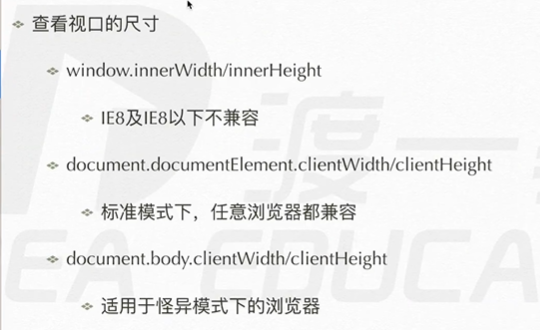 查看视口的尺寸
window.innerWidth/innerHeight
IE8及IE8以下不兼容
document.documentElement.clientWidth/clientHeight
标准模式下，任意浏览器都兼容
document.body.clientWidth/clientHeight
适用于怪异模式下的浏览器
渡一
EA EDUCA